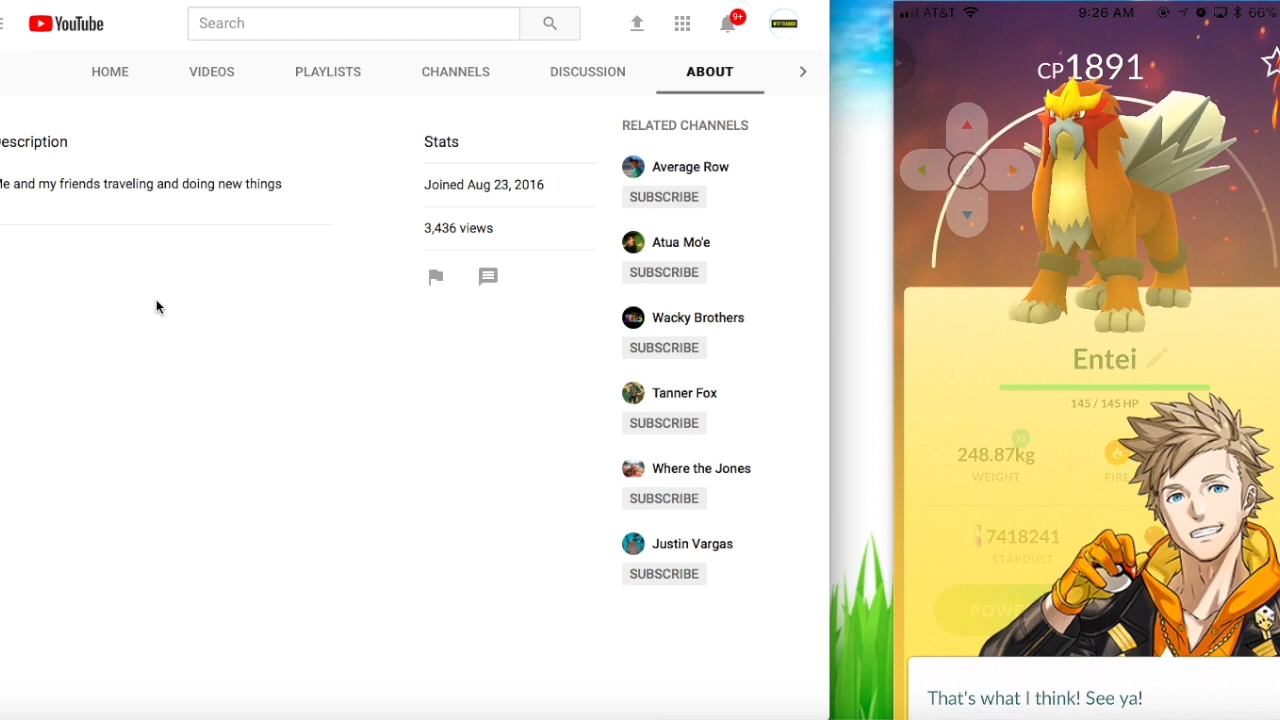 YouTube
Search
9+
HOME VIDEOS PLAYLISTS CHANNELS DISCUSSION ABOUT
escription
e and my friends traveling and doing new things
Stats
Joined Aug 23, 2016
3,436 views
RELATED CHANNELS
Average Row
SUBSCRIBE
Atua Mo'e
SUBSCRIBE
Wacky Brothers
SUBSCRIBE
Tanner Fox
SUBSCRIBE
Where the Jones
SUBSCRIBE
Justin Vargas
SUBSCRIBE
AT&T 9:26 AM 66%
CP1891
Entei
145 / 145 HP
XL
248.87kg
WEIGHT
FIRE
7418241
STARDUST
POWE
That's what I think! See ya!